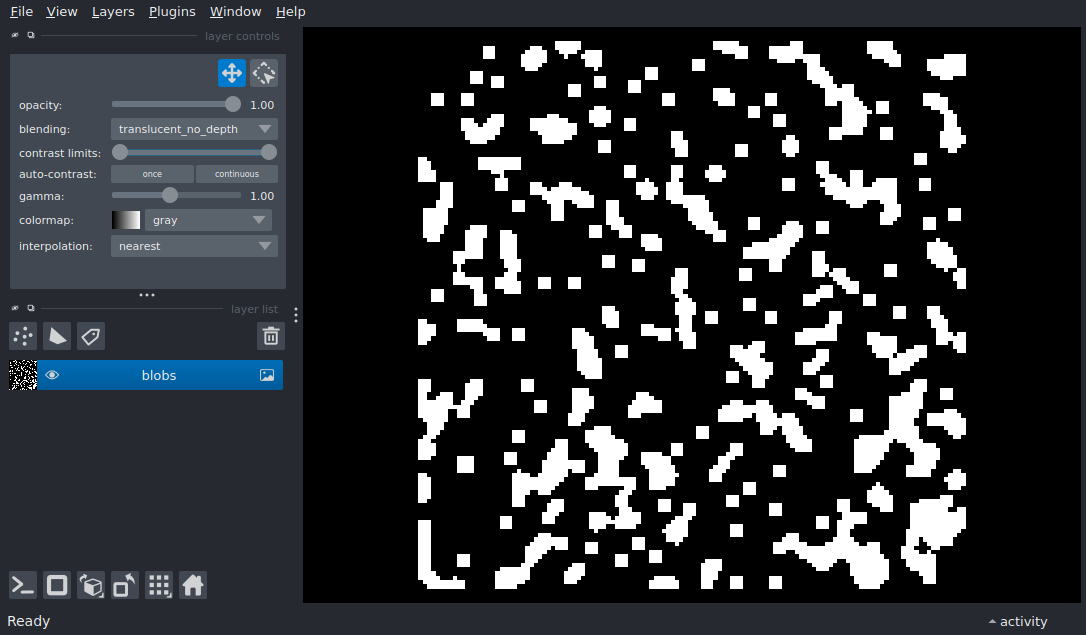 File View Layers Plugins Window Help
layer controls
opacity: 1.00
blending: translucent_no_depth
contrast limits:
auto-contrast: once continuous
gamma: 1.00
colormap: gray
interpolation: nearest
layer list
blobs
Ready activity